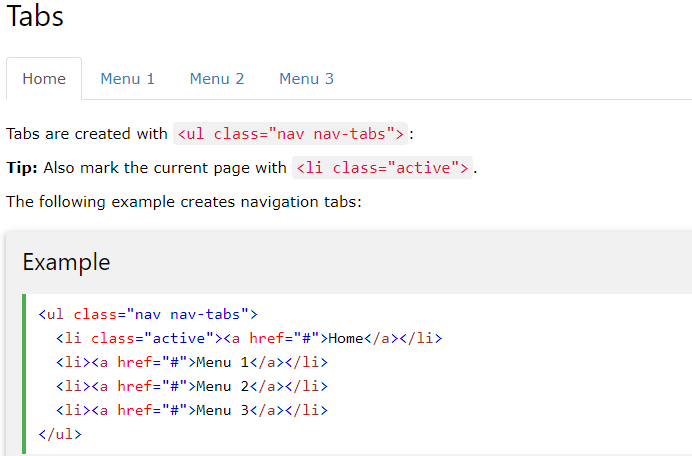 Tabs
Home Menu 1 Menu 2 Menu 3
Tabs are created with <ul class="nav nav-tabs">:
Tip: Also mark the current page with <li class="active">.
The following example creates navigation tabs:
Example
<ul class="nav nav-tabs">
  <li class="active"><a href="#">Home</a></li>
  <li><a href="#">Menu 1</a></li>
  <li><a href="#">Menu 2</a></li>
  <li><a href="#">Menu 3</a></li>
</ul>